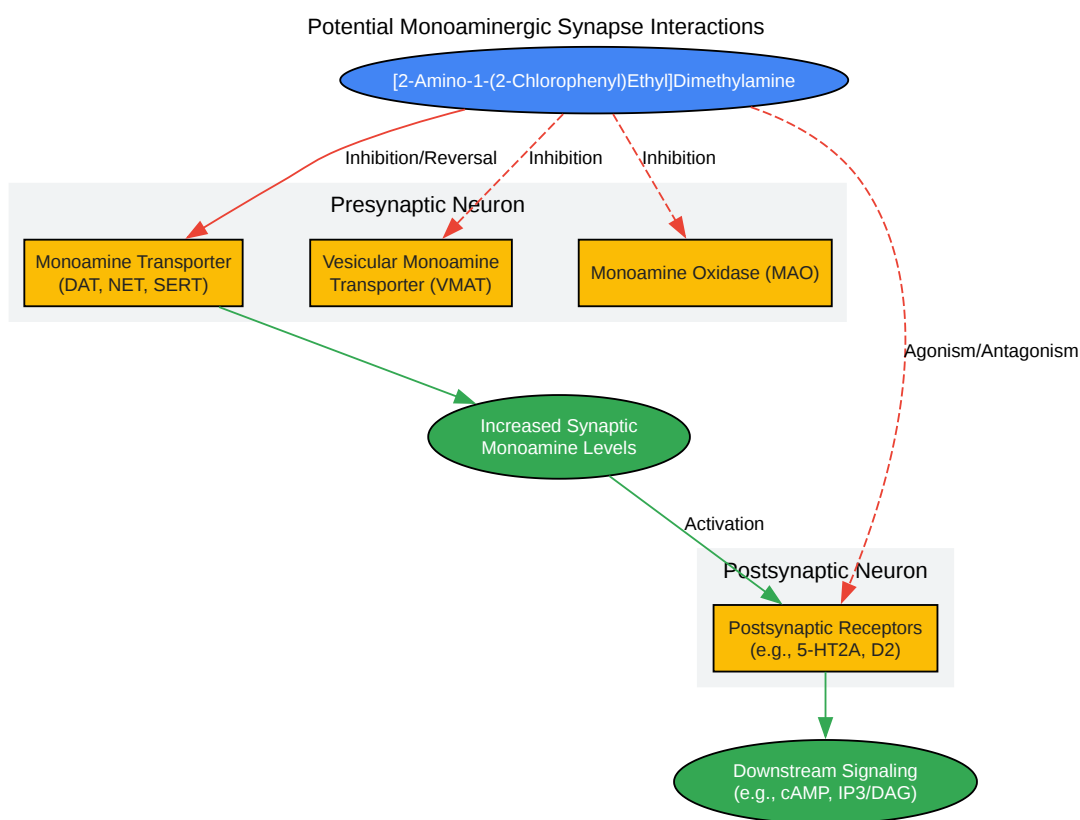 Potential Monoaminergic Synapse Interactions
[2-Amino-1-(2-Chlorophenyl)Ethyl]Dimethylamine
Inhibition/Reversal
Inhibition
Inhibition
Presynaptic Neuron
Monoamine Transporter
(DAT, NET, SERT)
Vesicular Monoamine
Transporter (VMAT)
Monoamine Oxidase (MAO)
Agonism/Antagonism
Increased Synaptic
Monoamine Levels
Activation
Postsynaptic Neuron
Postsynaptic Receptors
(e.g., 5-HT2A, D2)
Downstream Signaling
(e.g., cAMP, IP3/DAG)